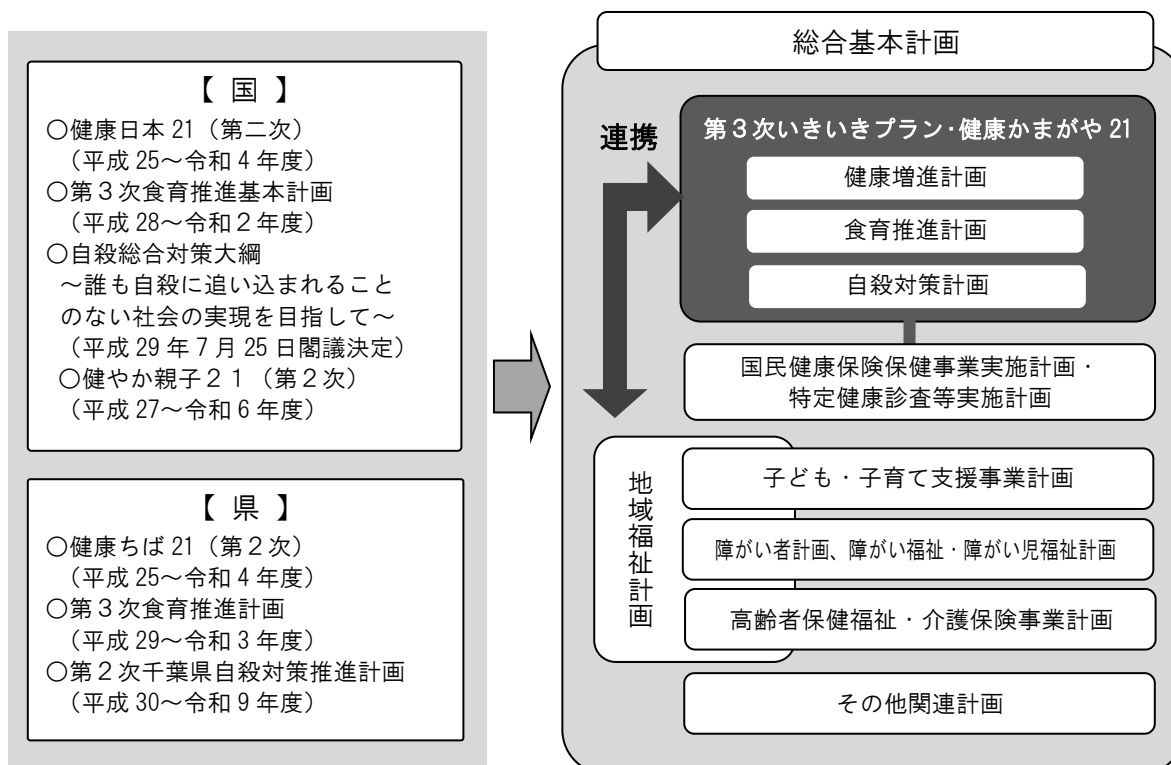 【 国 】
○健康日本 21（第二次）
（平成 25～令和 4 年度）
○第３次食育推進基本計画
（平成 28～令和２年度）
○自殺総合対策大綱
～誰も自殺に追い込まれること
のない社会の実現を目指して～
（平成 29 年 7 月 25 日閣議決定）
○健やか親子２１（第２次）
（平成 27～令和 6 年度）
【 県 】
○健康ちば 21（第２次）
（平成 25～令和 4 年度）
○第３次食育推進計画
（平成 29～令和 3 年度）
○第２次千葉県自殺対策推進計画
（平成 30～令和 9 年度）
総合基本計画
連携
第３次いきいきプラン・健康かまがや 21
健康増進計画
食育推進計画
自殺対策計画
国民健康保険保健事業実施計画・
特定健康診査等実施計画
地域福祉計画
子ども・子育て支援事業計画
障がい者計画、障がい福祉・障がい児福祉計画
高齢者保健福祉・介護保険事業計画
その他関連計画